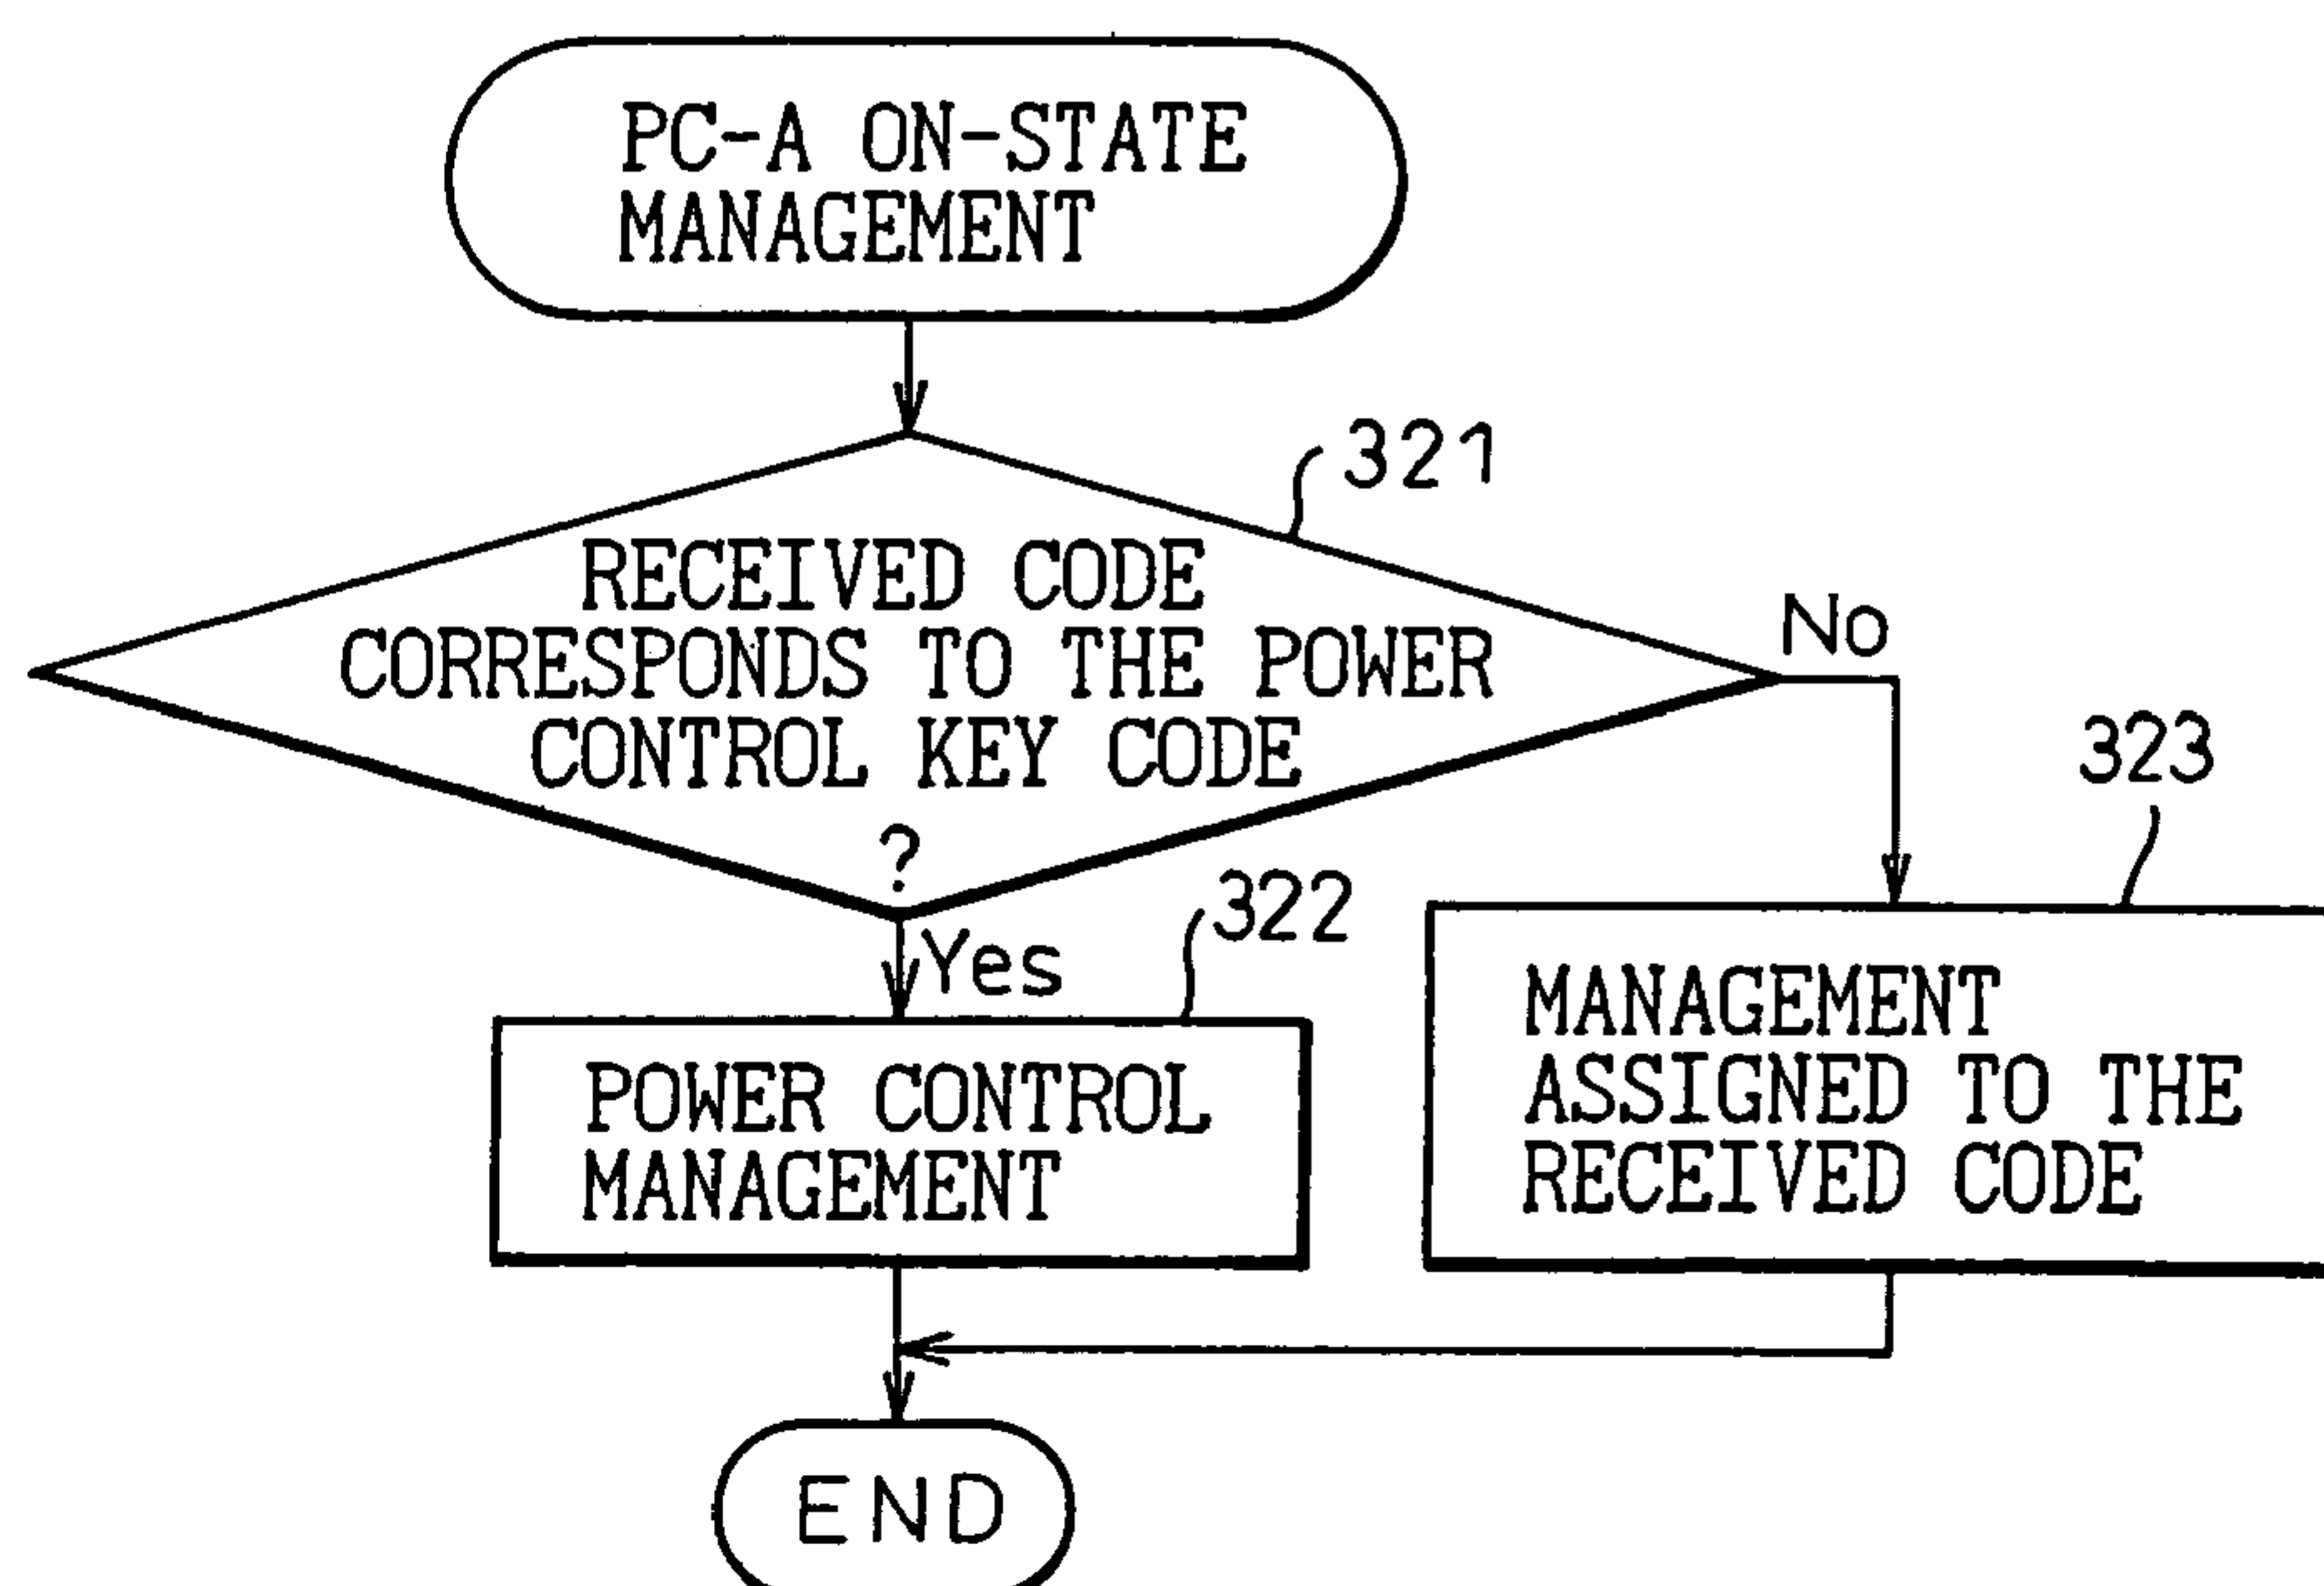 PC-A ON-STATE
MANAGEMENT
321
RECEIVED CODE
CORRESPONDS TO THE POWER
CONTROL KEY CODE
?
No
Yes
322
323
POWER CONTROL
MANAGEMENT
MANAGEMENT
ASSIGNED TO THE
RECEIVED CODE
END